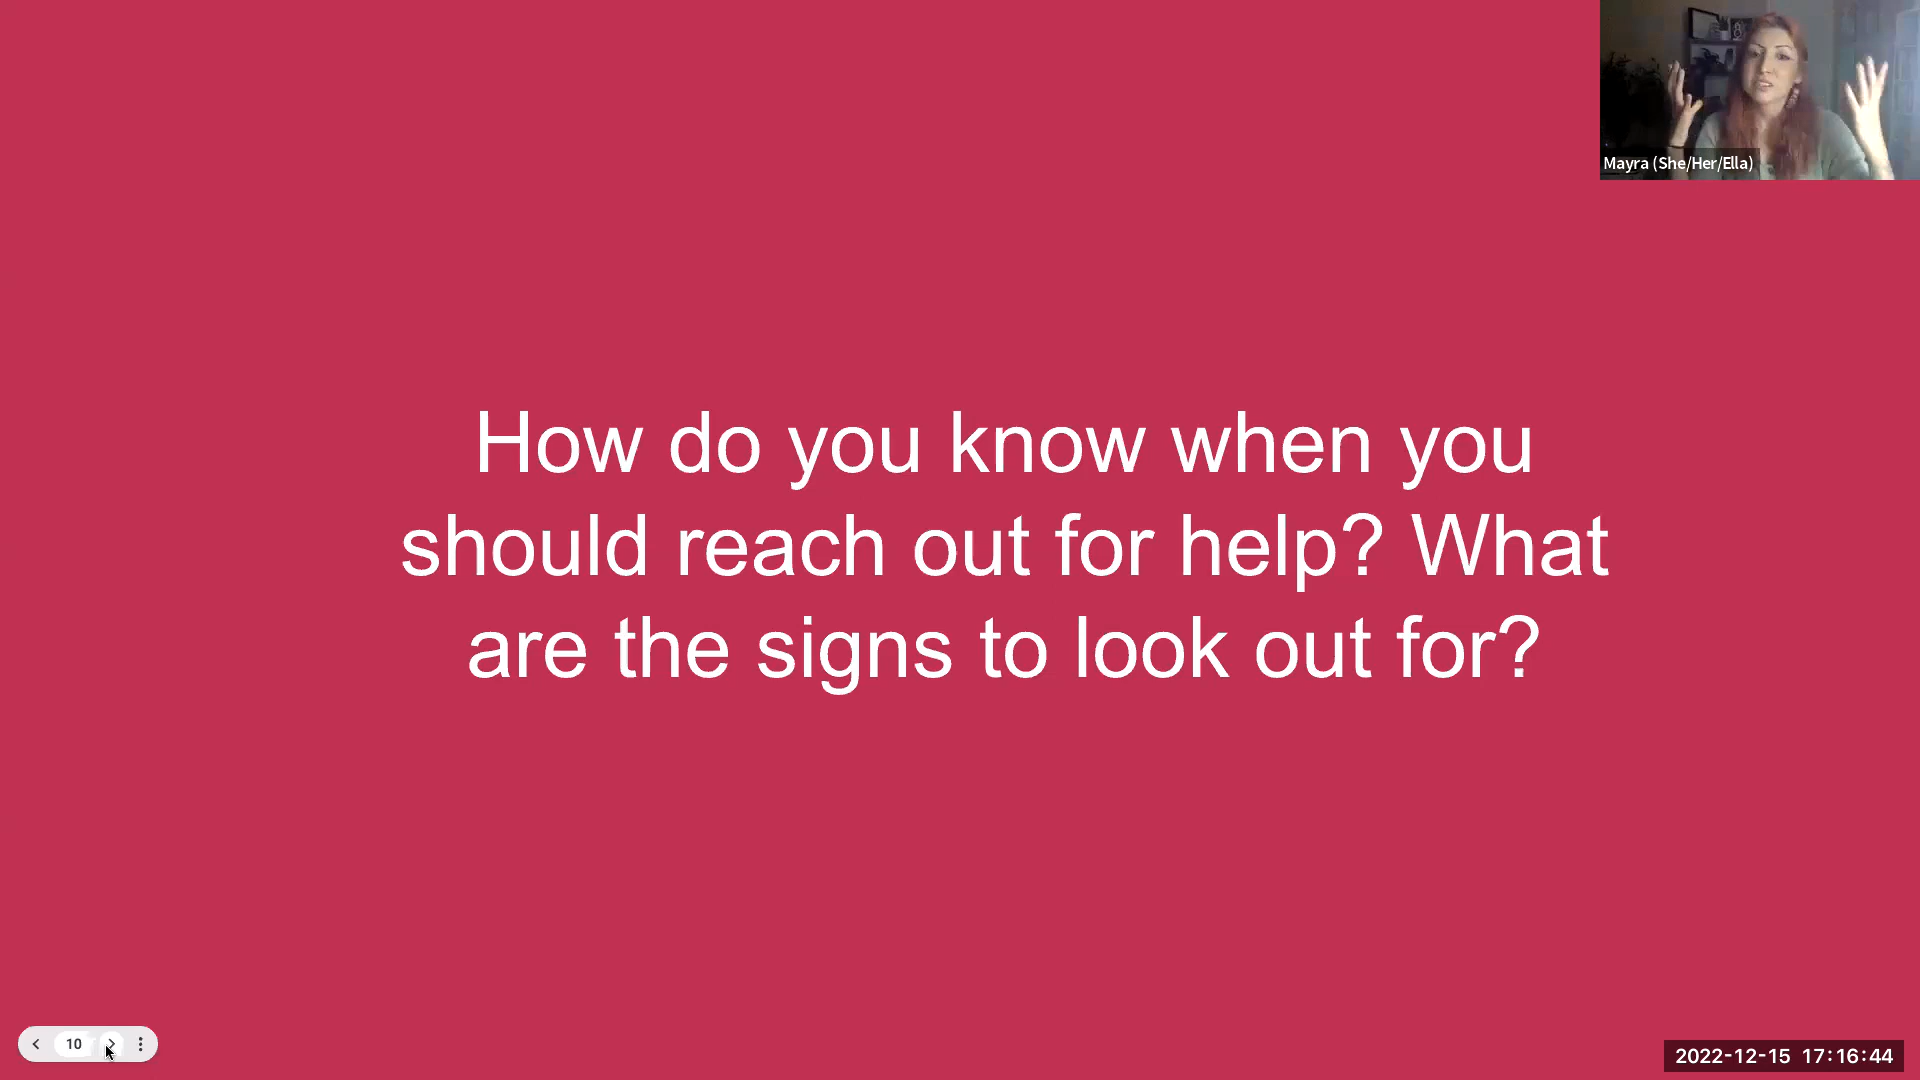 Mayra (She/Her/Ella)
How do you know when you
should reach out for help? What
are the signs to look out for?
10
2022-12-15 17:16:44